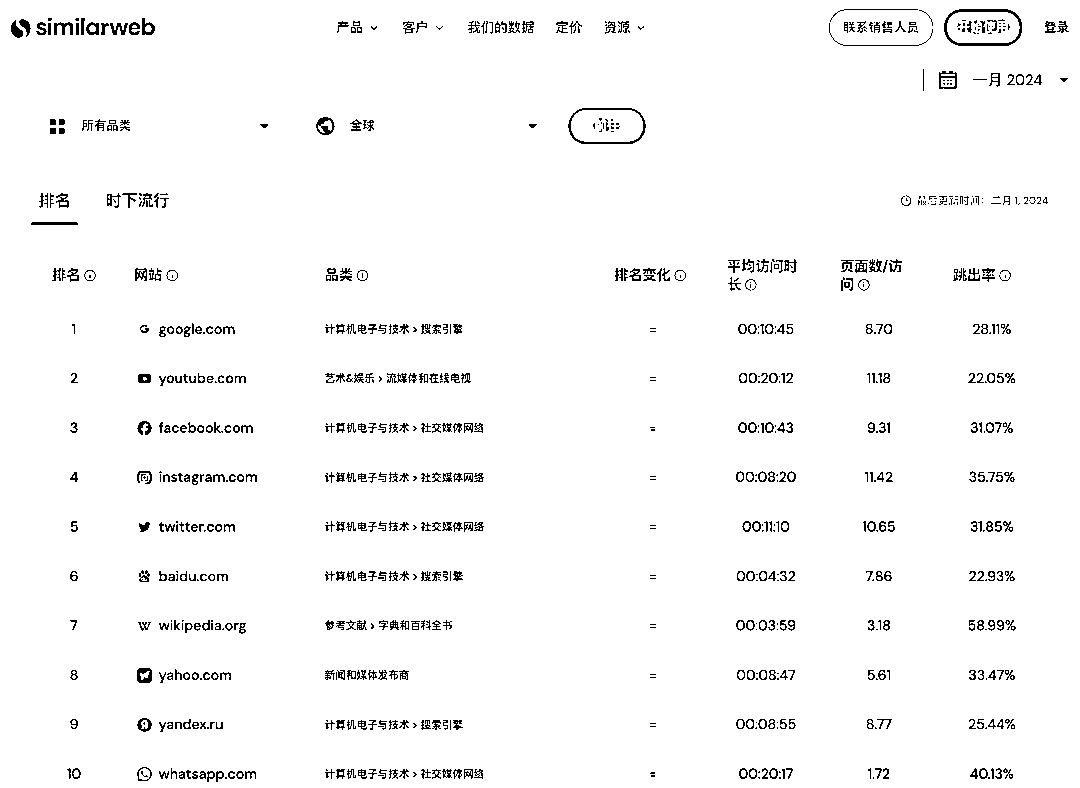 similarweb 产品 客户 我们的数据 定价 资源 联系销售人员 开始使用 登录
一月 2024
所有品类 全球
排名 时下流行 最后更新时间: 二月 1, 2024
排名 网站 品类 排名变化 平均访问时长 页面数/访问 跳出率
1 google.com 计算机电子与技术 > 搜索引擎 = 00:10:45 8.70 28.11%
2 youtube.com 艺术&娱乐 > 流媒体和在线电视 = 00:20:12 11.18 22.05%
3 facebook.com 计算机电子与技术 > 社交媒体网络 = 00:10:43 9.31 31.07%
4 instagram.com 计算机电子与技术 > 社交媒体网络 = 00:08:20 11.42 35.75%
5 twitter.com 计算机电子与技术 > 社交媒体网络 = 00:11:10 10.65 31.85%
6 baidu.com 计算机电子与技术 > 搜索引擎 = 00:04:32 7.86 22.93%
7 wikipedia.org 参考文献 > 字典和百科全书 = 00:03:59 3.18 58.99%
8 yahoo.com 新闻和媒体发布商 = 00:08:47 5.61 33.47%
9 yandex.ru 计算机电子与技术 > 搜索引擎 = 00:08:55 8.77 25.44%
10 whatsapp.com 计算机电子与技术 > 社交媒体网络 = 00:20:17 1.72 40.13%